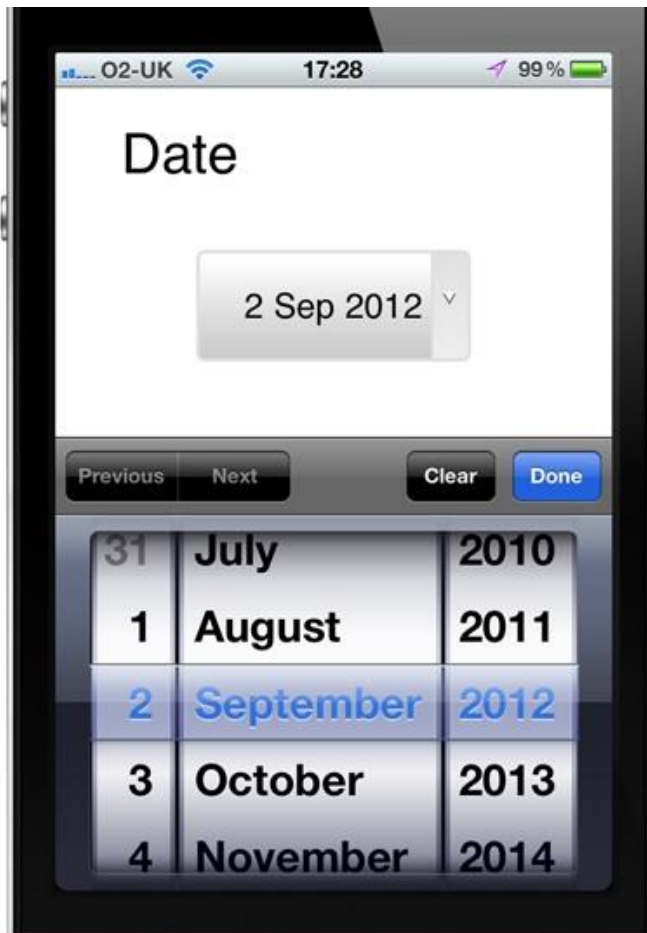 O2-UK 17:28 99%
Date
2 Sep 2012
Previous Next Clear Done
31 July 2010
1 August 2011
2 September 2012
3 October 2013
4 November 2014